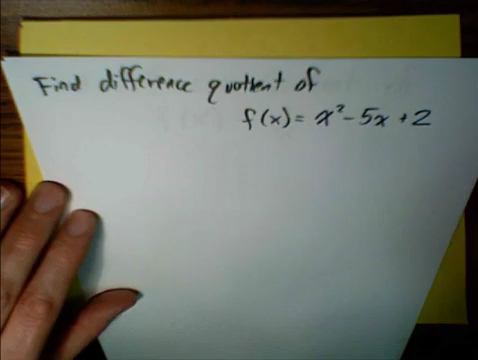 Find difference quotient of
f(x) = x² - 5x + 2